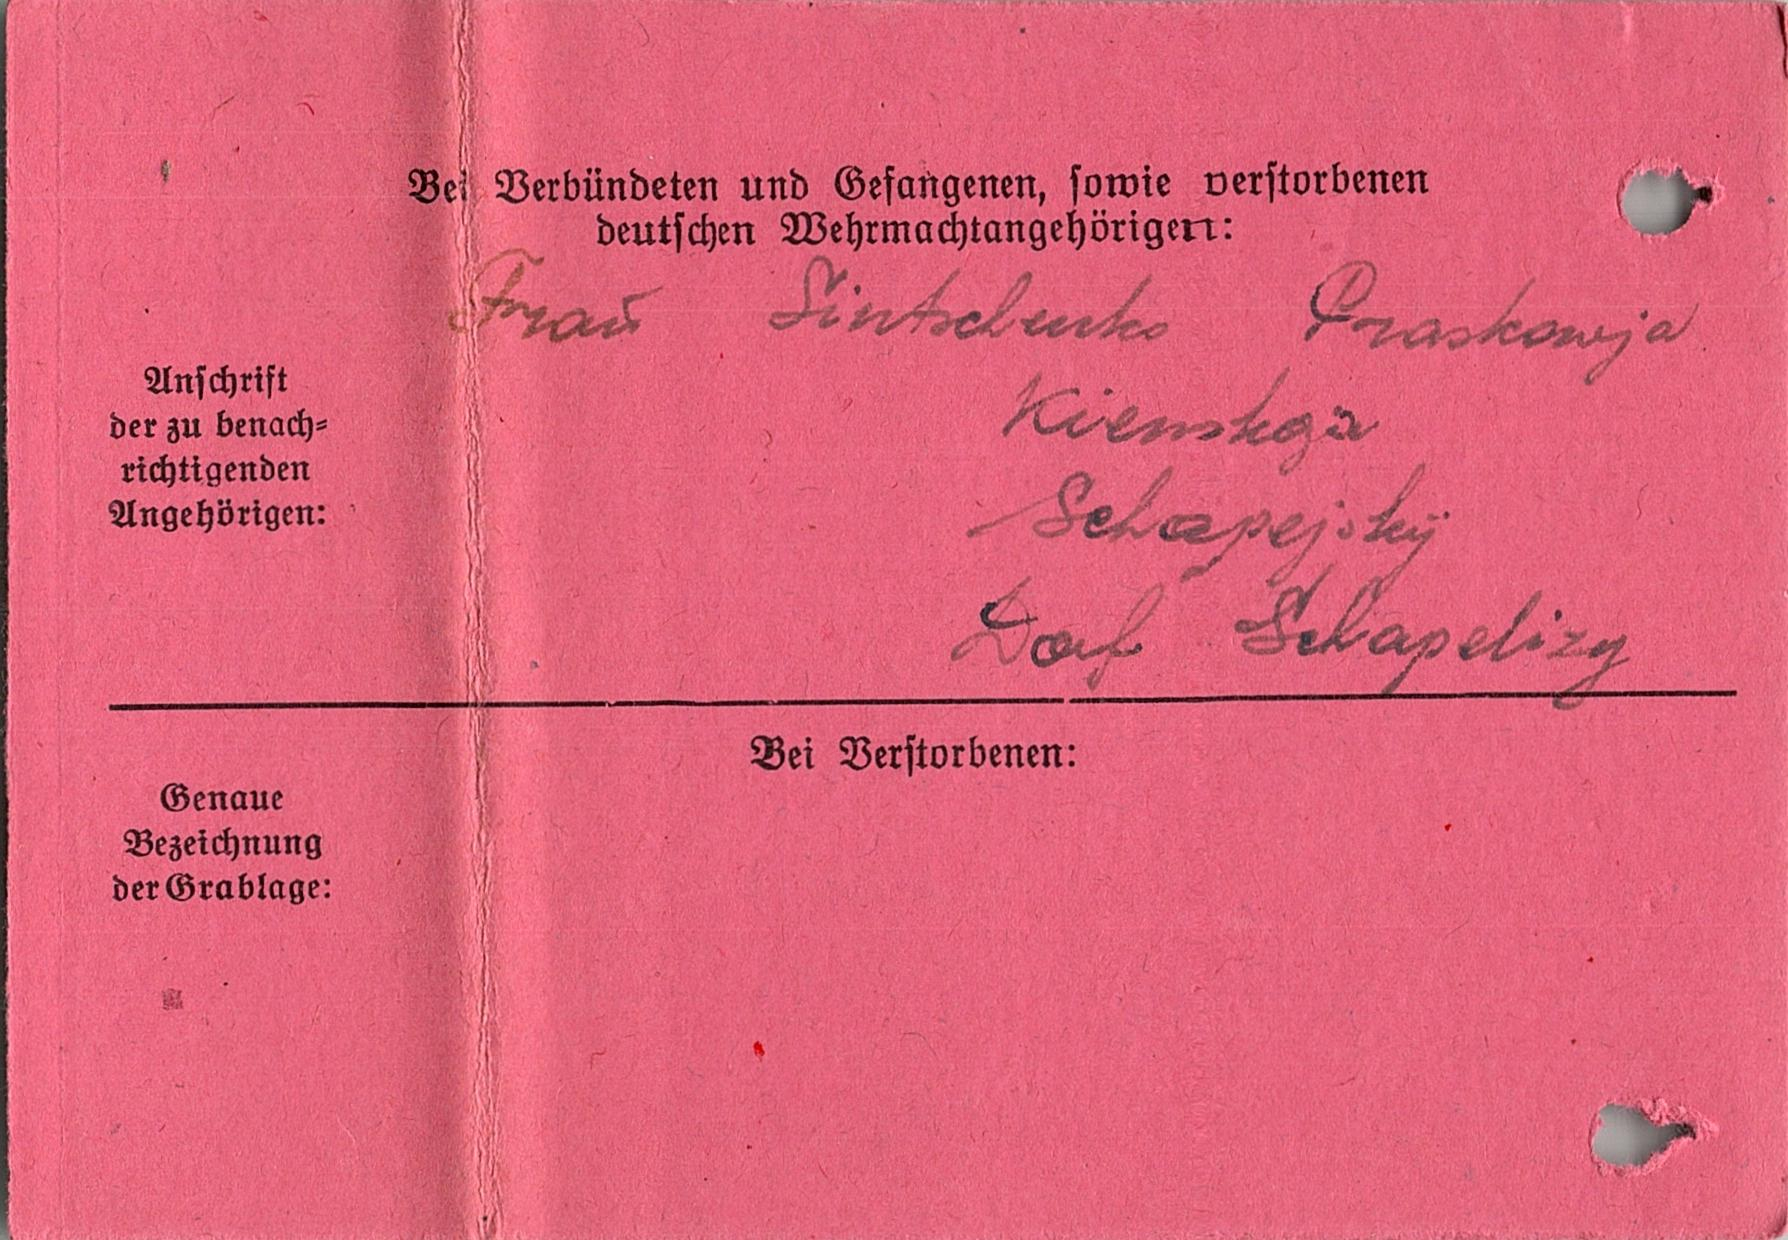 Bei Verbündeten und Gefangenen, sowie verstorbenen
deutschen Wehrmachtangehörigen:
Frau Sintschenko Praskowja
Anschrift
der zu benach-
richtigenden
Angehörigen:
Kiewskaja
Schapejskÿ
Dorf Schapelizy
Bei Verstorbenen:
Genaue
Bezeichnung
der Grablage: